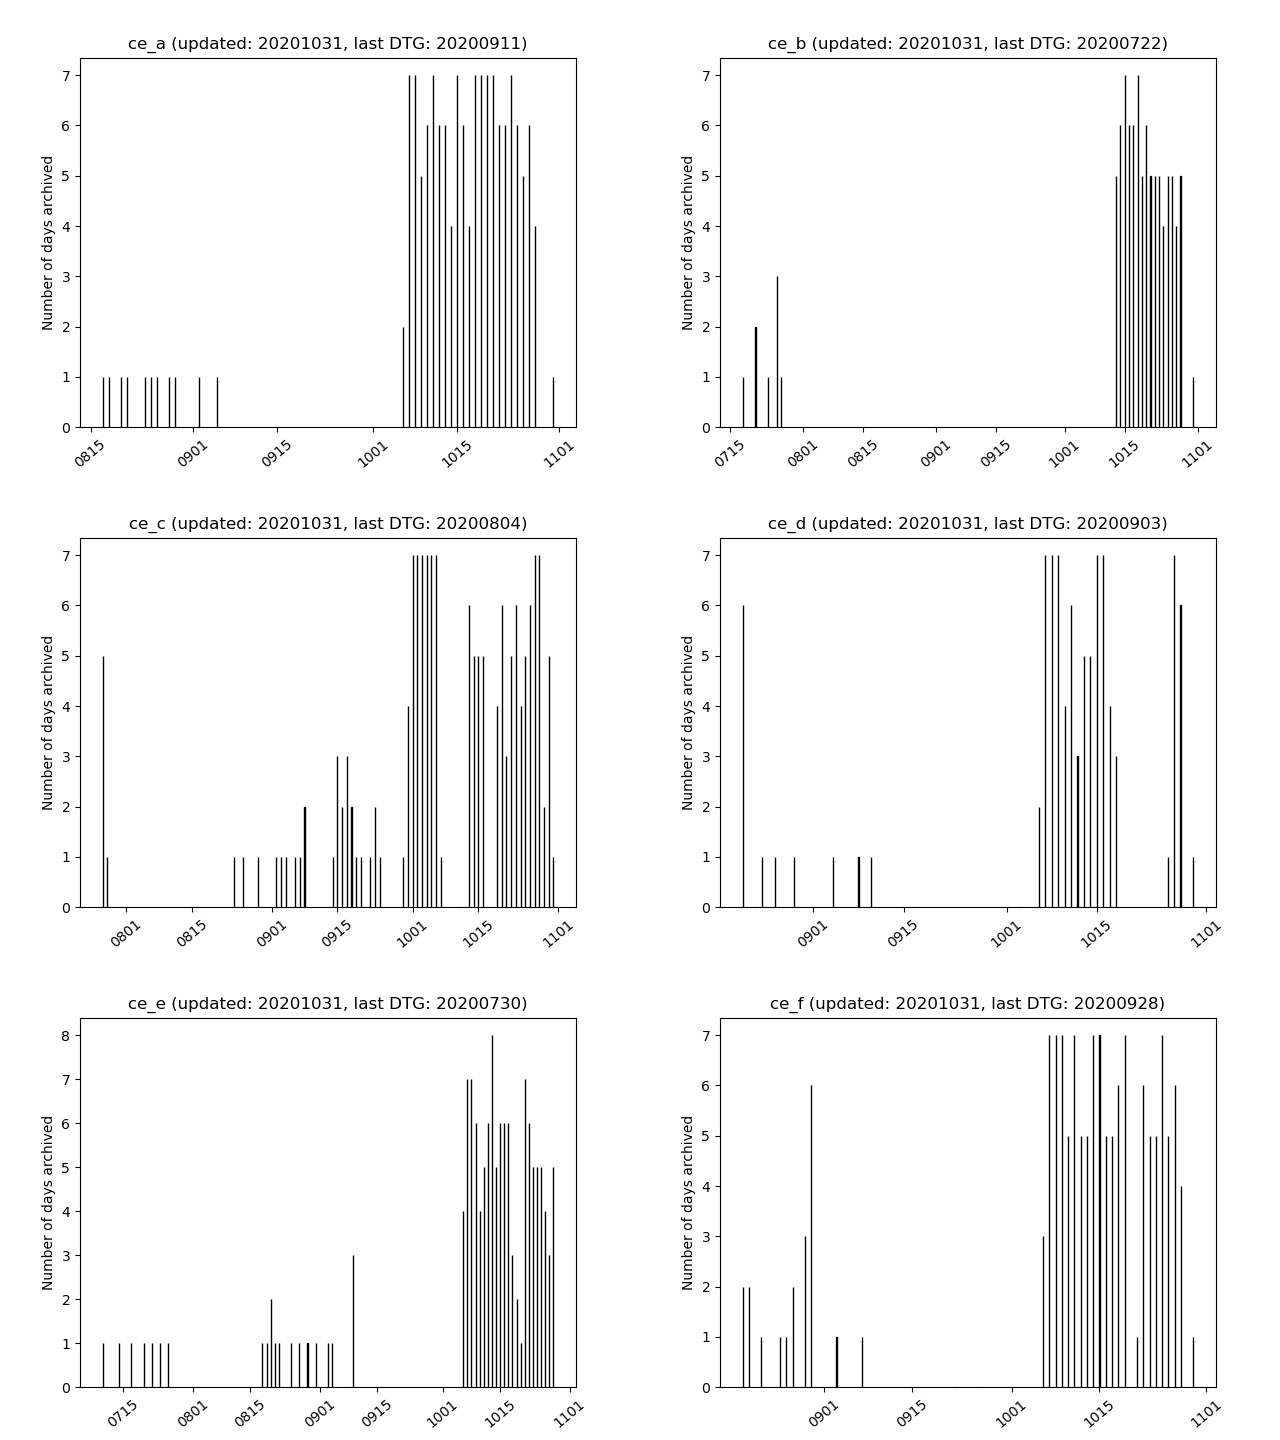 ce_a (updated: 20201031, last DTG: 20200911)
Number of days archived
7
6
5
4
3
2
1
0
0815 0901 0915 1001 1015 1101
ce_b (updated: 20201031, last DTG: 20200722)
Number of days archived
7
6
5
4
3
2
1
0
0715 0801 0815 0901 0915 1001 1015 1101
ce_c (updated: 20201031, last DTG: 20200804)
Number of days archived
7
6
5
4
3
2
1
0
0801 0815 0901 0915 1001 1015 1101
ce_d (updated: 20201031, last DTG: 20200903)
Number of days archived
7
6
5
4
3
2
1
0
0901 0915 1001 1015 1101
ce_e (updated: 20201031, last DTG: 20200730)
Number of days archived
8
7
6
5
4
3
2
1
0
0715 0801 0815 0901 0915 1001 1015 1101
ce_f (updated: 20201031, last DTG: 20200928)
Number of days archived
7
6
5
4
3
2
1
0
0901 0915 1001 1015 1101